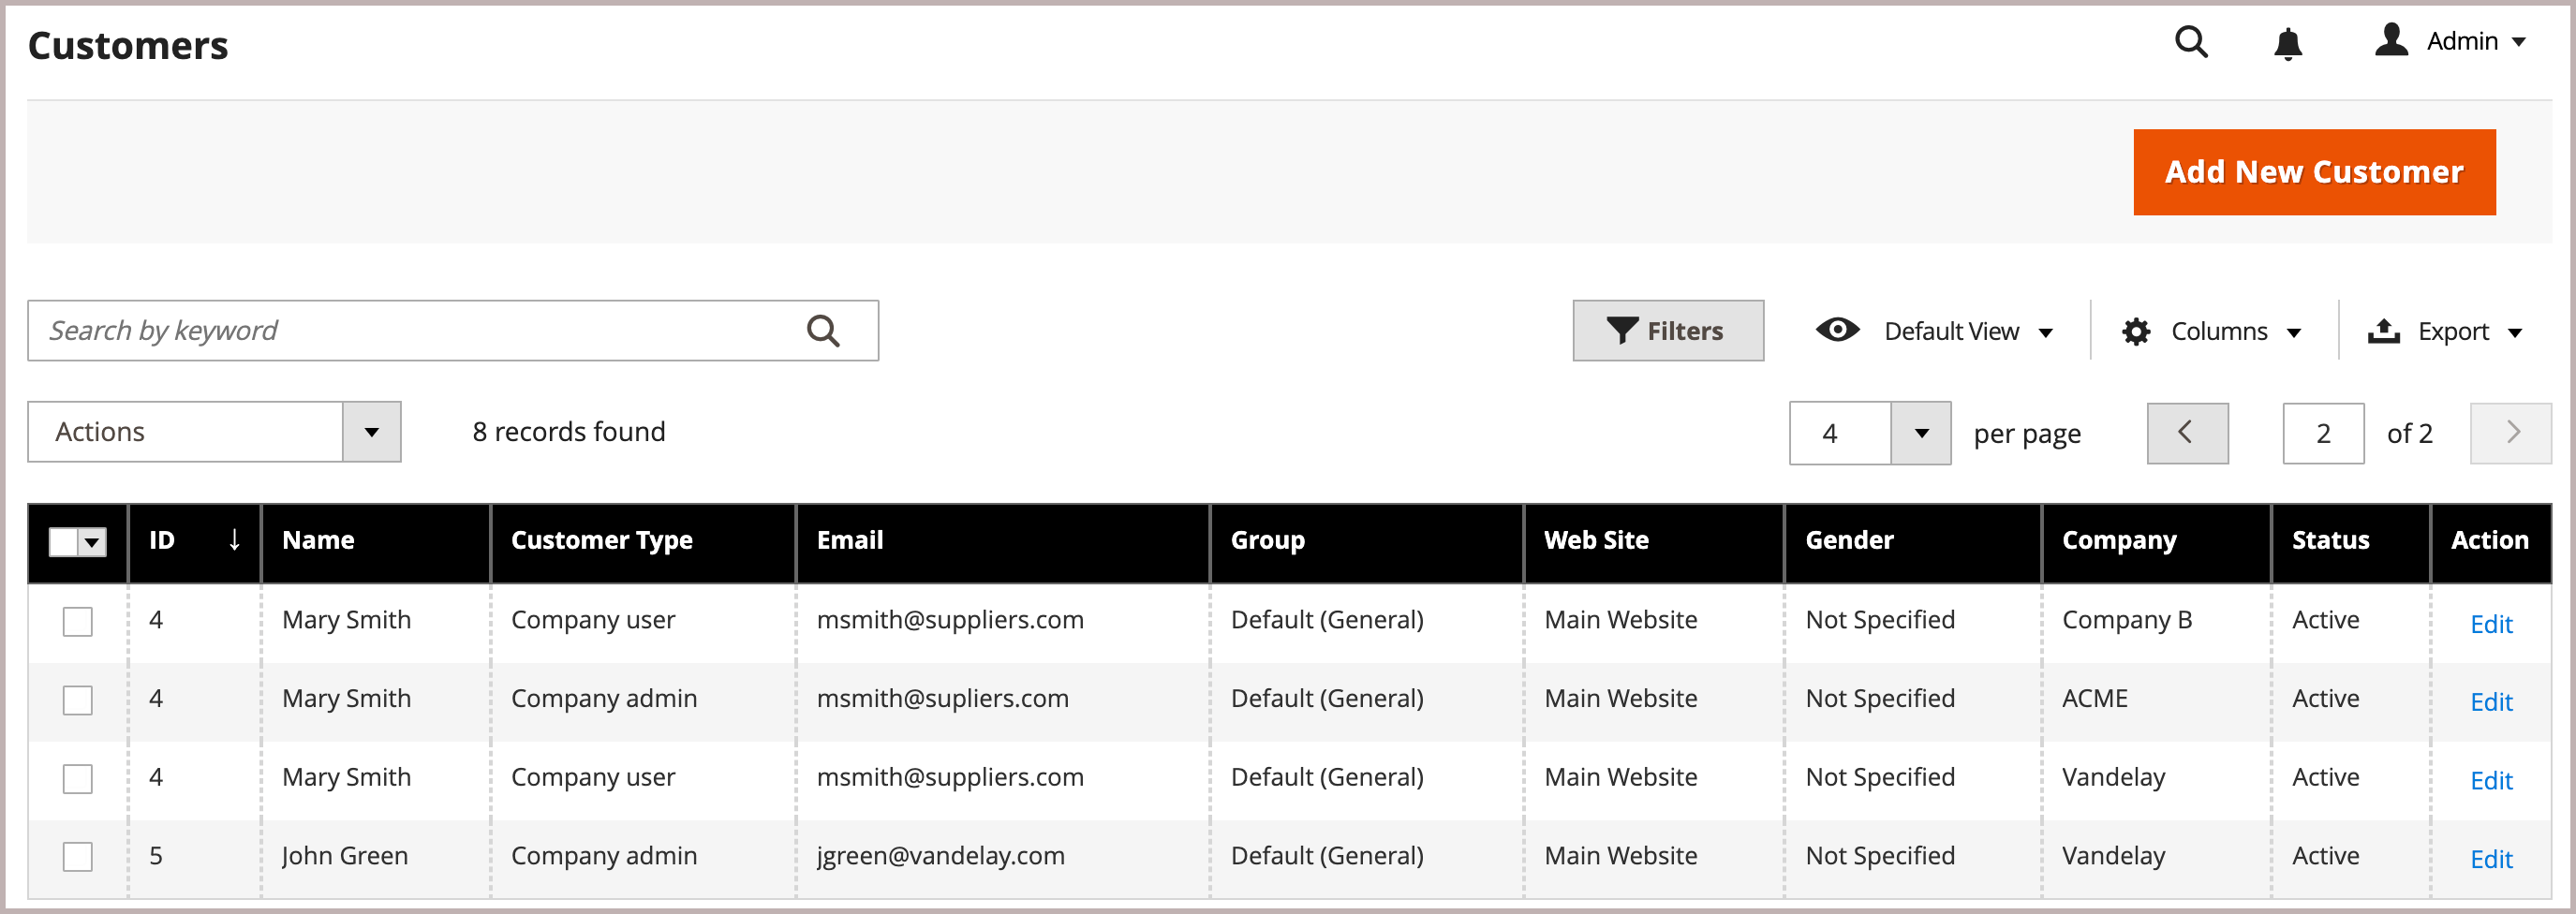 Customers
Admin
Add New Customer
Search by keyword
Filters
Default View
Columns
Export
Actions
8 records found
4 per page
2 of 2
ID ↓ Name Customer Type Email Group Web Site Gender Company Status Action
4 Mary Smith Company user msmith@suppliers.com Default (General) Main Website Not Specified Company B Active Edit
4 Mary Smith Company admin msmith@supliers.com Default (General) Main Website Not Specified ACME Active Edit
4 Mary Smith Company user msmith@suppliers.com Default (General) Main Website Not Specified Vandelay Active Edit
5 John Green Company admin jgreen@vandelay.com Default (General) Main Website Not Specified Vandelay Active Edit